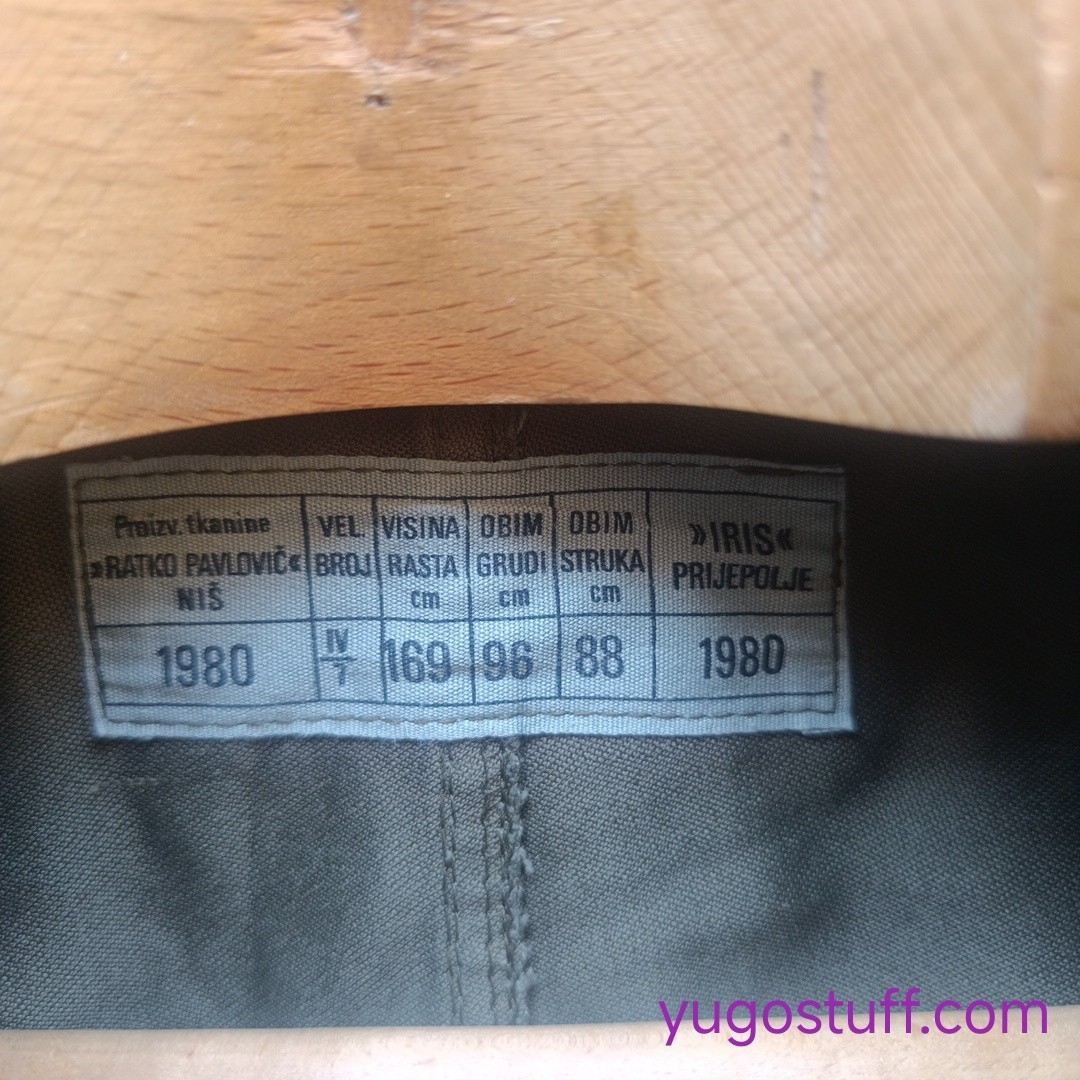 Proizv. tkanine
»RATKO PAVLOVIČ«
NIŠ
1980
VEL.
BROJ
IV/7
VISINA
RASTA
cm
169
OBIM
GRUDI
cm
96
OBIM
STRUKA
cm
88
»IRIS«
PRIJEPOLJE
1980
yugostuff.com